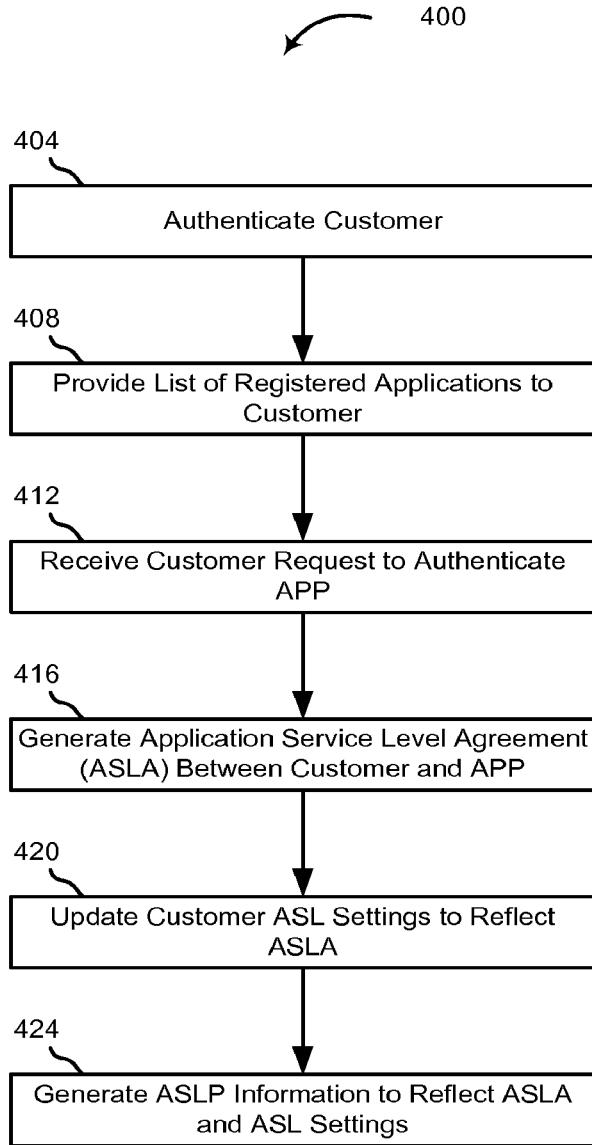 400
404
Authenticate Customer
408
Provide List of Registered Applications to
Customer
412
Receive Customer Request to Authenticate
APP
416
Generate Application Service Level Agreement
(ASLA) Between Customer and APP
420
Update Customer ASL Settings to Reflect
ASLA
424
Generate ASLP Information to Reflect ASLA
and ASL Settings